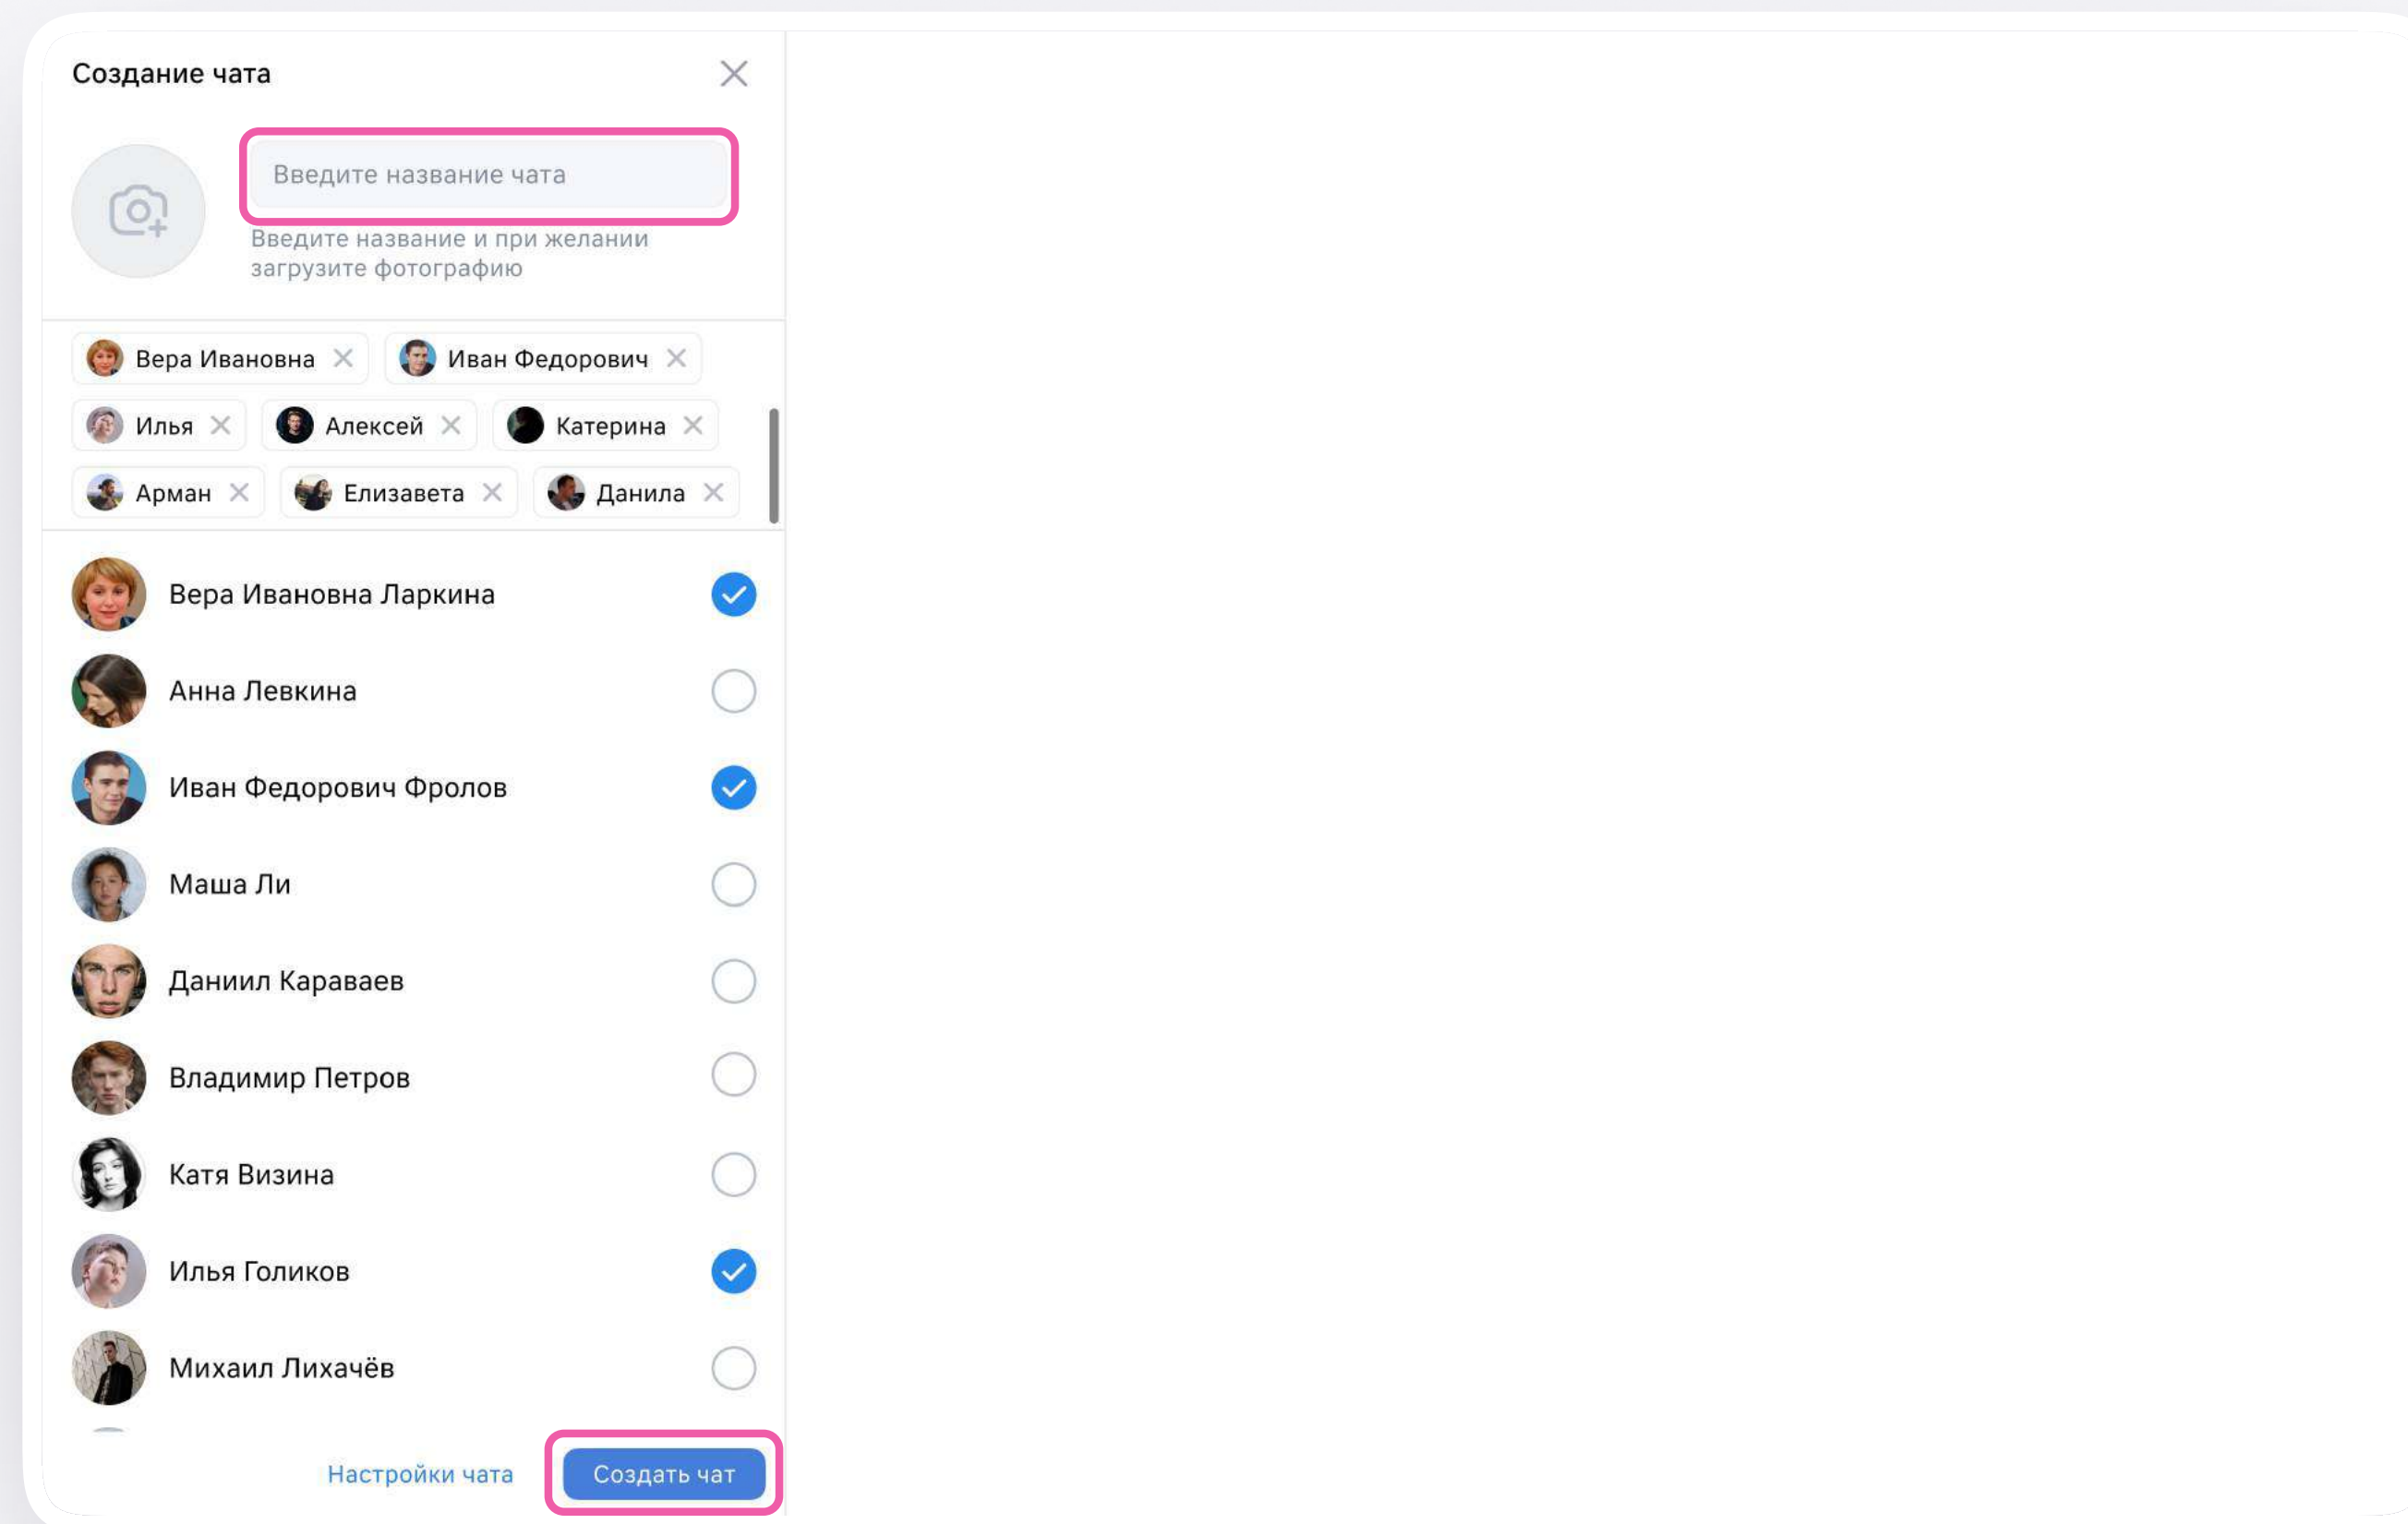 Создание чата
Введите название чата
Введите название и при желании
загрузите фотографию
Вера Ивановна
Иван Федорович
Илья
Алексей
Катерина
Арман
Елизавета
Данила
Вера Ивановна Ларкина
Анна Левкина
Иван Федорович Фролов
Маша Ли
Даниил Караваев
Владимир Петров
Катя Визина
Илья Голиков
Михаил Лихачёв
Настройки чата
Создать чат